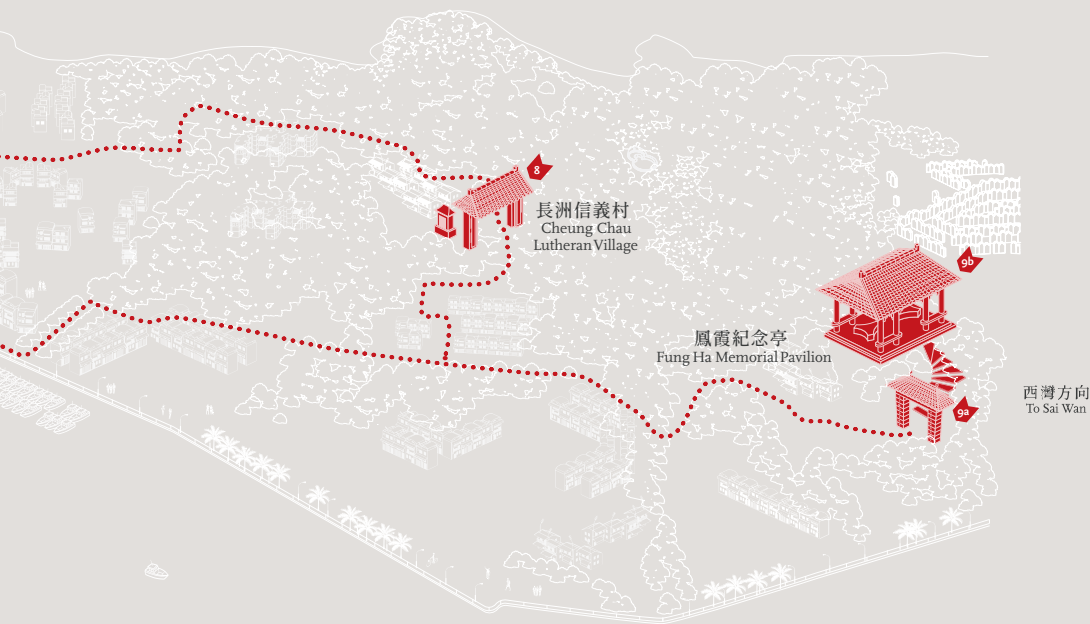 8
長洲信義村
Cheung Chau
Lutheran Village
9b
鳳霞紀念亭
Fung Ha Memorial Pavilion
西灣方向
To Sai Wan
9a